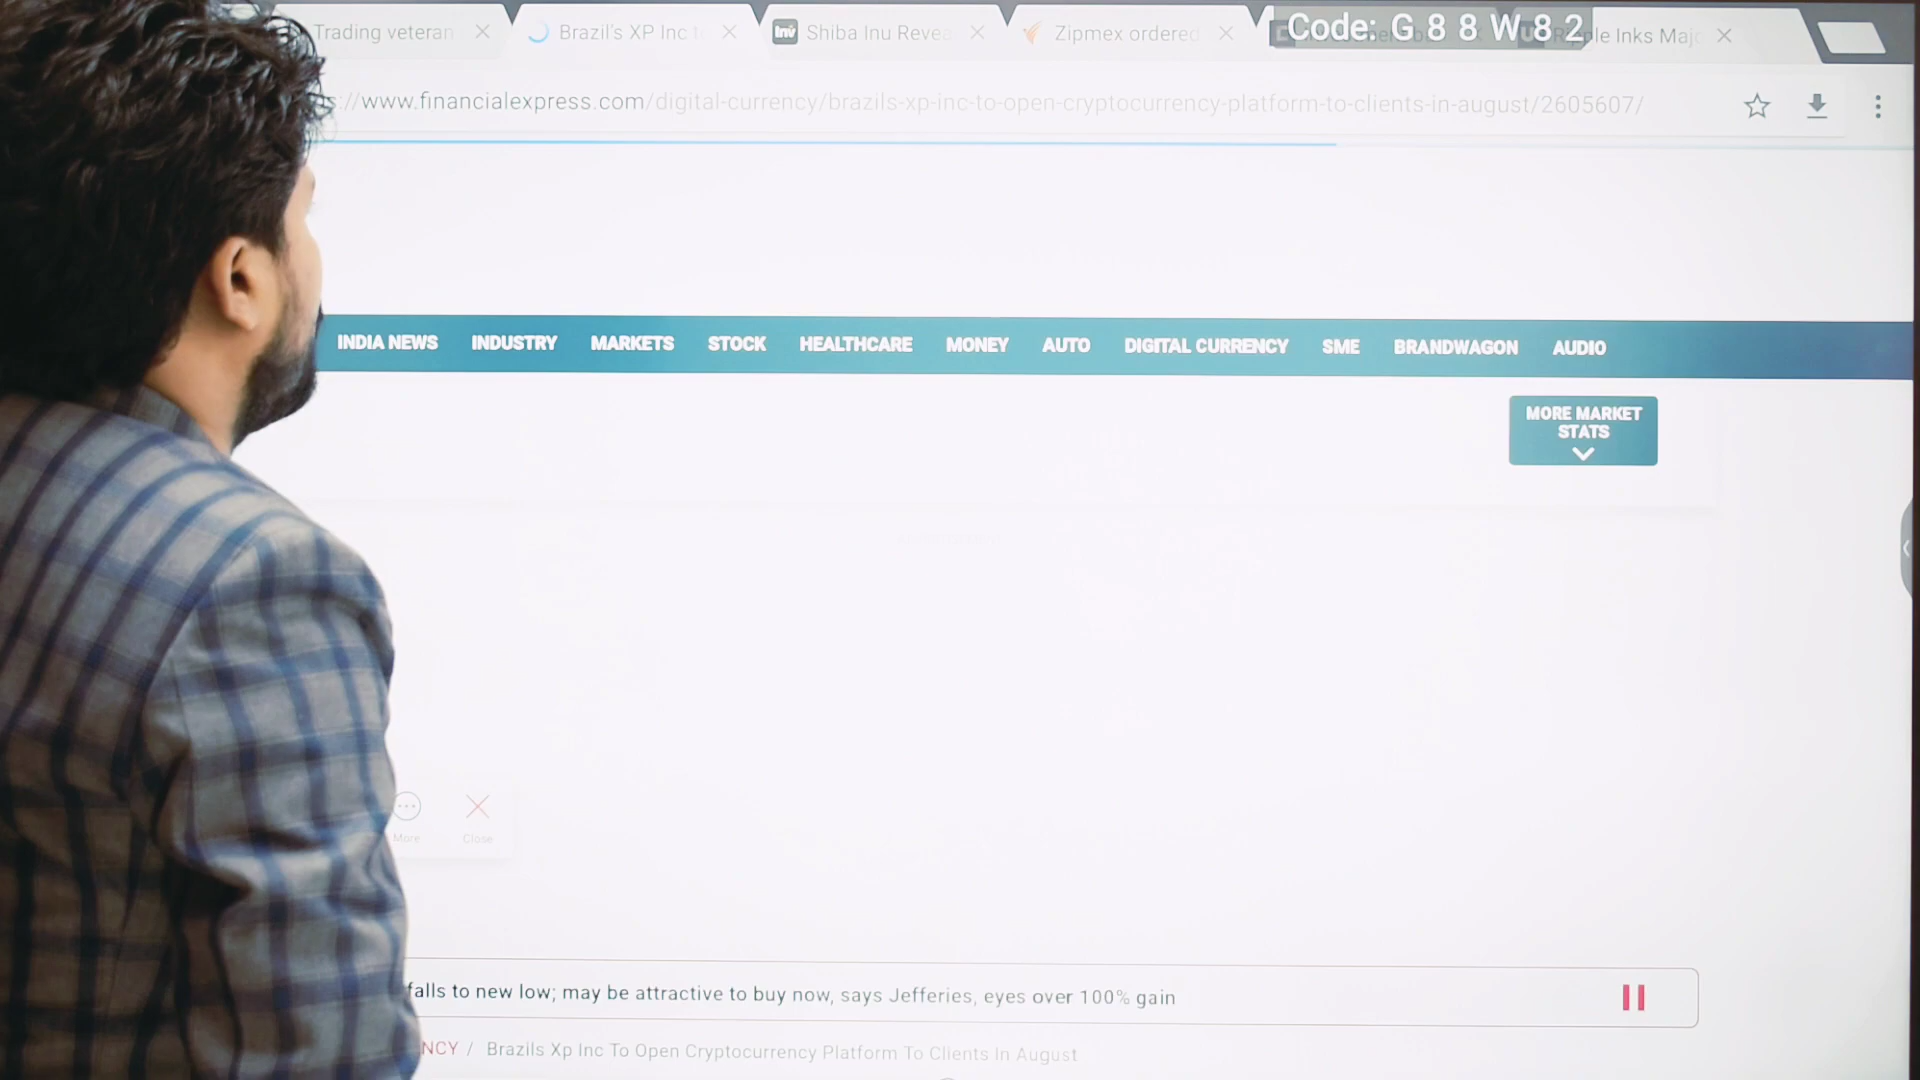 Trading veteran
Brazil's XP Inc t
Shiba Inu Revea
Zipmex ordered
Code: G 8 8 W 8 2
ple Inks Majo
s://www.financialexpress.com/digital-currency/brazils-xp-inc-to-open-cryptocurrency-platform-to-clients-in-august/2605607/
INDIA NEWS INDUSTRY MARKETS STOCK HEALTHCARE MONEY AUTO DIGITAL CURRENCY SME BRANDWAGON AUDIO
MORE MARKET
STATS
More
Close
falls to new low; may be attractive to buy now, says Jefferies, eyes over 100% gain
NCY / Brazils Xp Inc To Open Cryptocurrency Platform To Clients In August